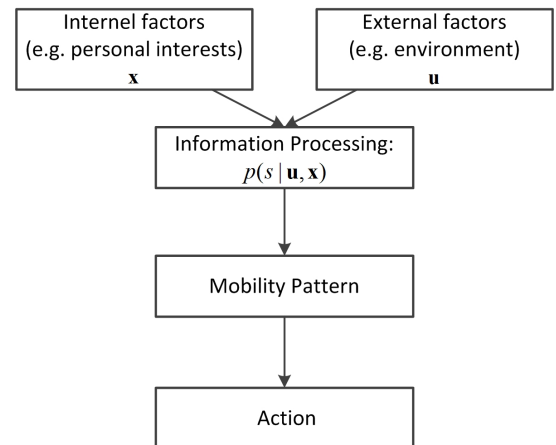 Internel factors
(e.g. personal interests)
x
External factors
(e.g. environment)
u
Information Processing:
p(s | u, x)
Mobility Pattern
Action